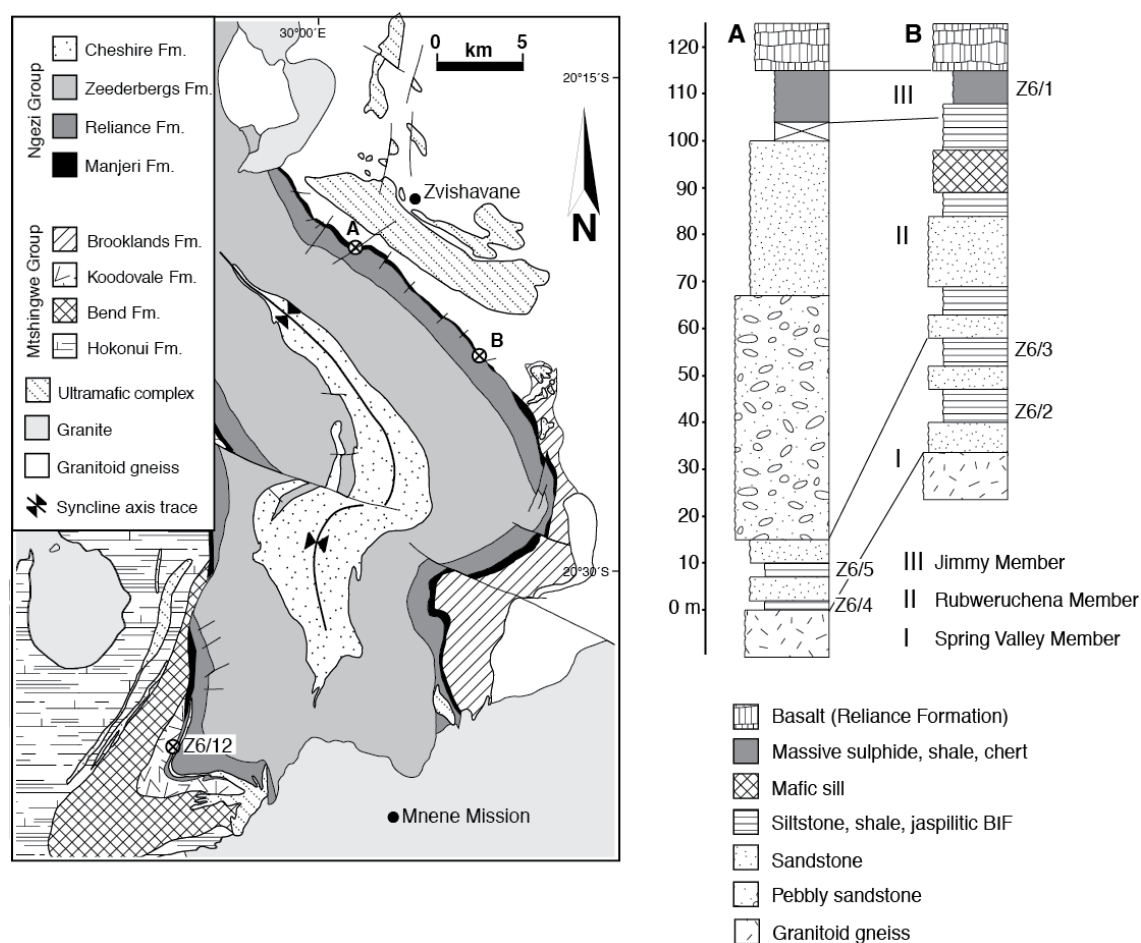 Ngezi Group
Cheshire Fm.
Zeederbergs Fm.
Reliance Fm.
Manjeri Fm.
Mtshingwe Group
Brooklands Fm.
Koodovale Fm.
Bend Fm.
Hokonui Fm.
Ultramafic complex
Granite
Granitoid gneiss
Syncline axis trace
30°00′E
0 5
km
20°15′S
Zvishavane
N
A
B
20°30′S
Z6/12
Mnene Mission
A
B
120
110
100
90
80
70
60
50
40
30
20
10
0 m
III
II
I
Z6/1
Z6/3
Z6/2
Z6/5
Z6/4
III Jimmy Member
II Rubweruchena Member
I Spring Valley Member
Basalt (Reliance Formation)
Massive sulphide, shale, chert
Mafic sill
Siltstone, shale, jaspilitic BIF
Sandstone
Pebbly sandstone
Granitoid gneiss